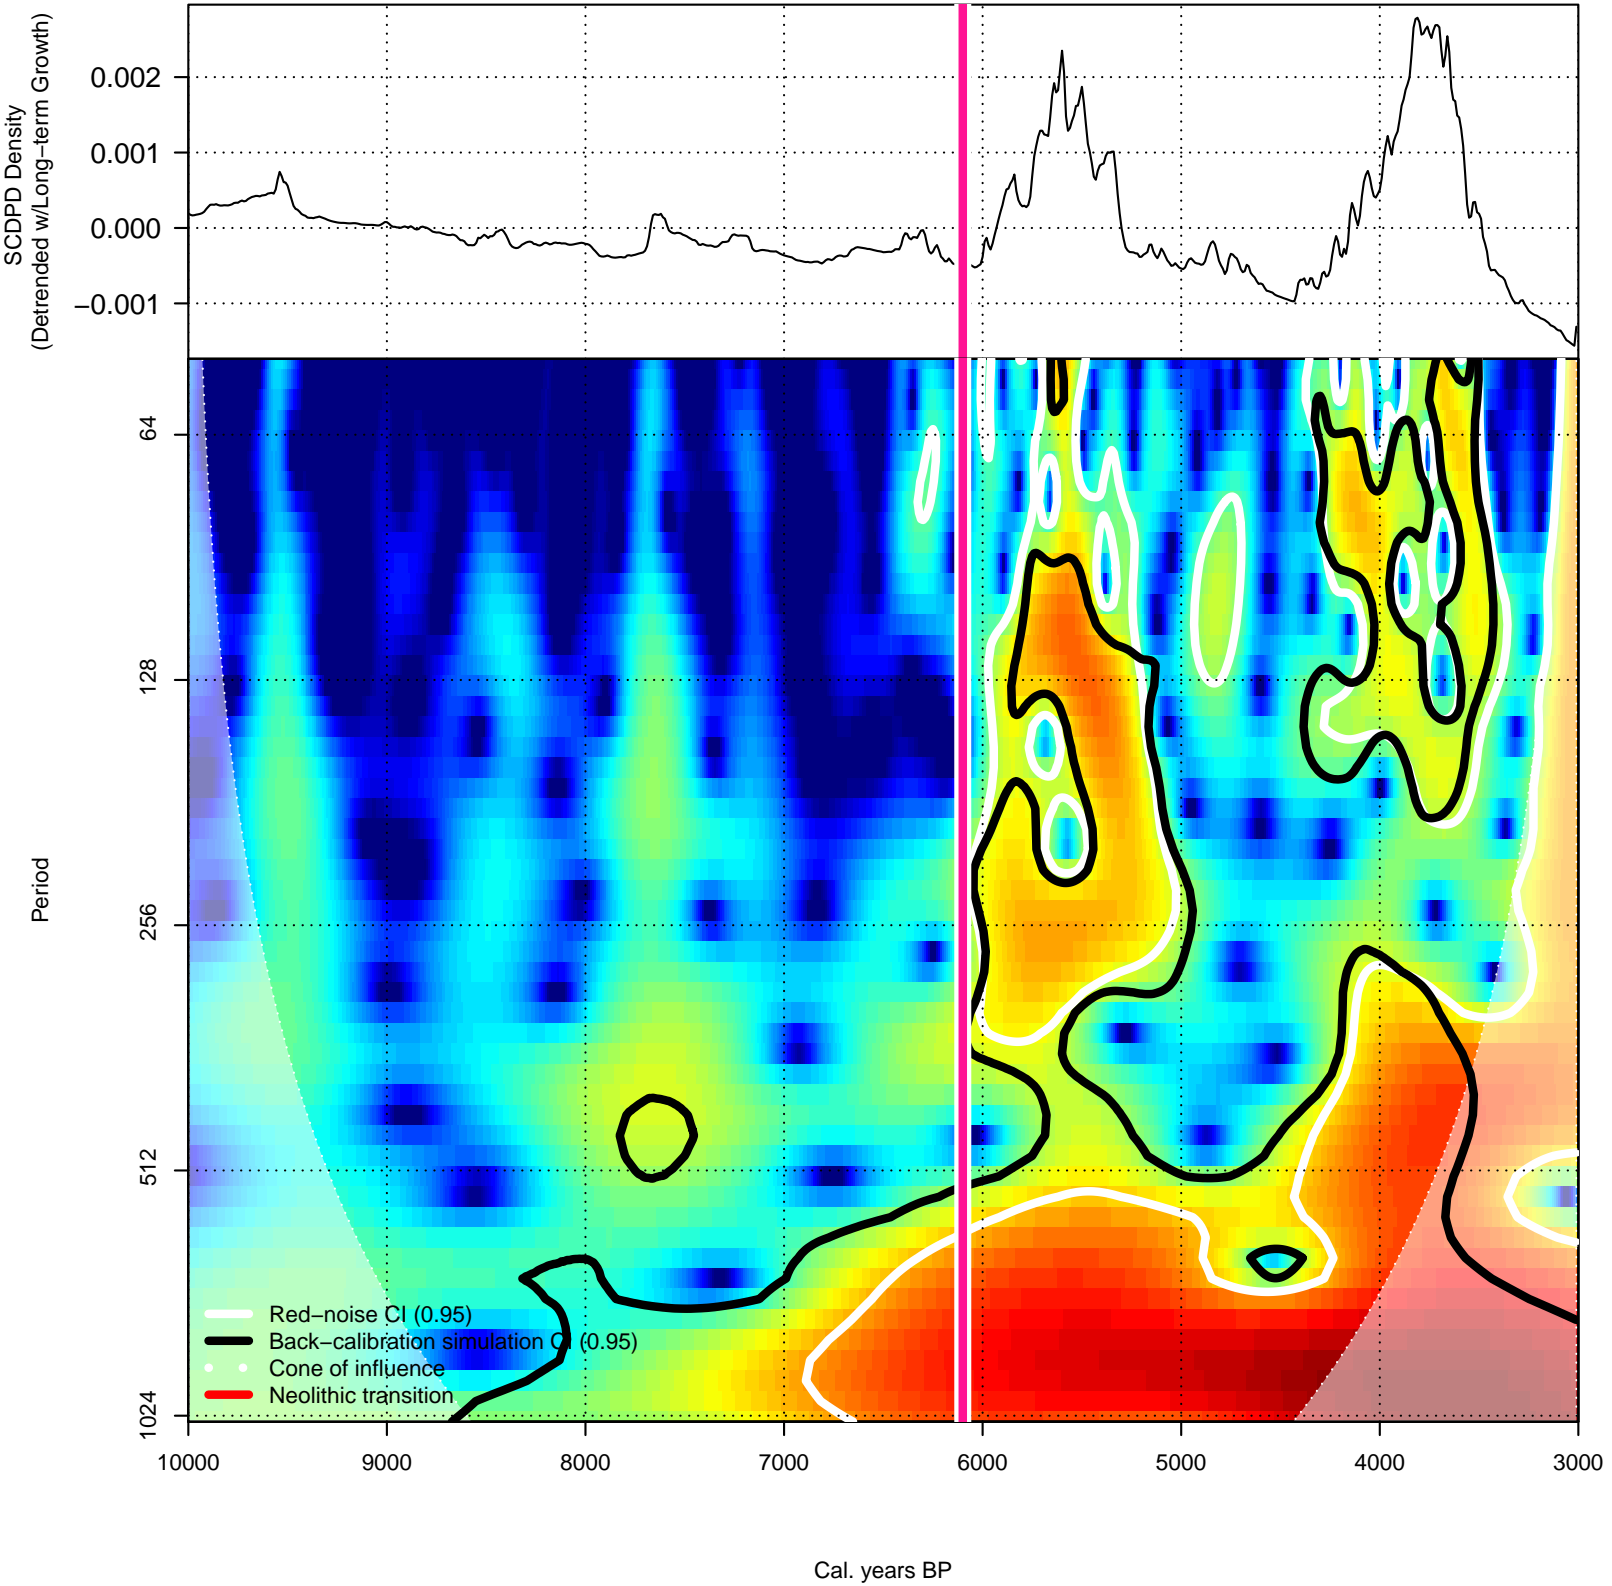 SCDPD Density
(Detrended w/Long−term Growth)
0.002
0.001
0.000
−0.001
Period
64
128
256
512
1024
Red−noise CI (0.95)
Back−calibration simulation CI (0.95)
Cone of influence
Neolithic transition
10000 9000 8000 7000 6000 5000 4000 3000
Cal. years BP